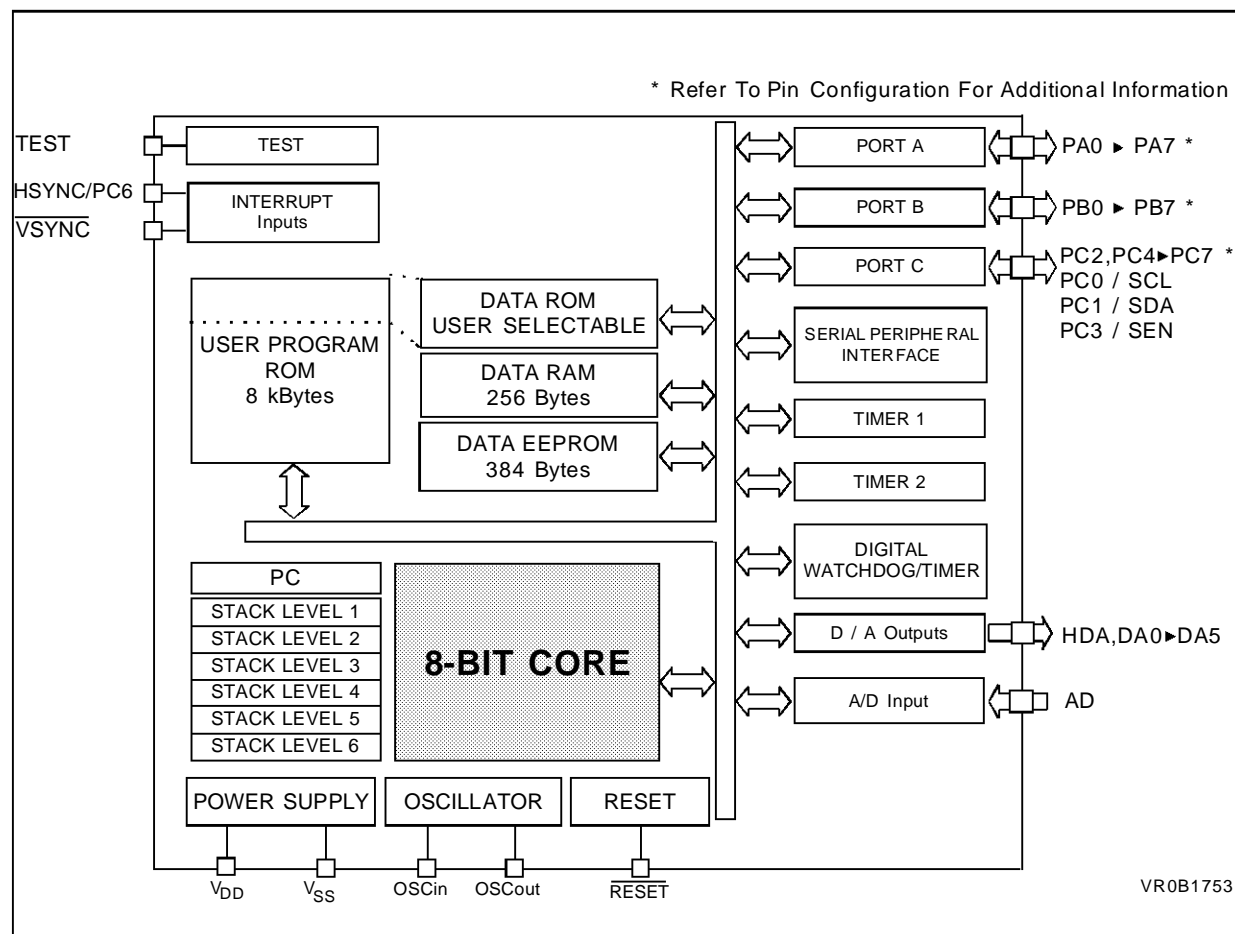 * Refer To Pin Configuration For Additional Information
TEST
TEST
HSYNC/PC6
VSYNC
INTERRUPT
Inputs
USER PROGRAM
ROM
8 kBytes
DATA ROM
USER SELECTABLE
DATA RAM
256 Bytes
DATA EEPROM
384 Bytes
PC
STACK LEVEL 1
STACK LEVEL 2
STACK LEVEL 3
STACK LEVEL 4
STACK LEVEL 5
STACK LEVEL 6
8-BIT CORE
POWER SUPPLY
OSCILLATOR
RESET
VDD
VSS
OSCin
OSCout
RESET
PORT A
PA0 ▸ PA7 *
PORT B
PB0 ▸ PB7 *
PORT C
PC2,PC4▸PC7 *
PC0 / SCL
PC1 / SDA
PC3 / SEN
SERIAL PERIPHERAL
INTERFACE
TIMER 1
TIMER 2
DIGITAL
WATCHDOG/TIMER
D / A Outputs
HDA,DA0▸DA5
A/D Input
AD
VR0B1753